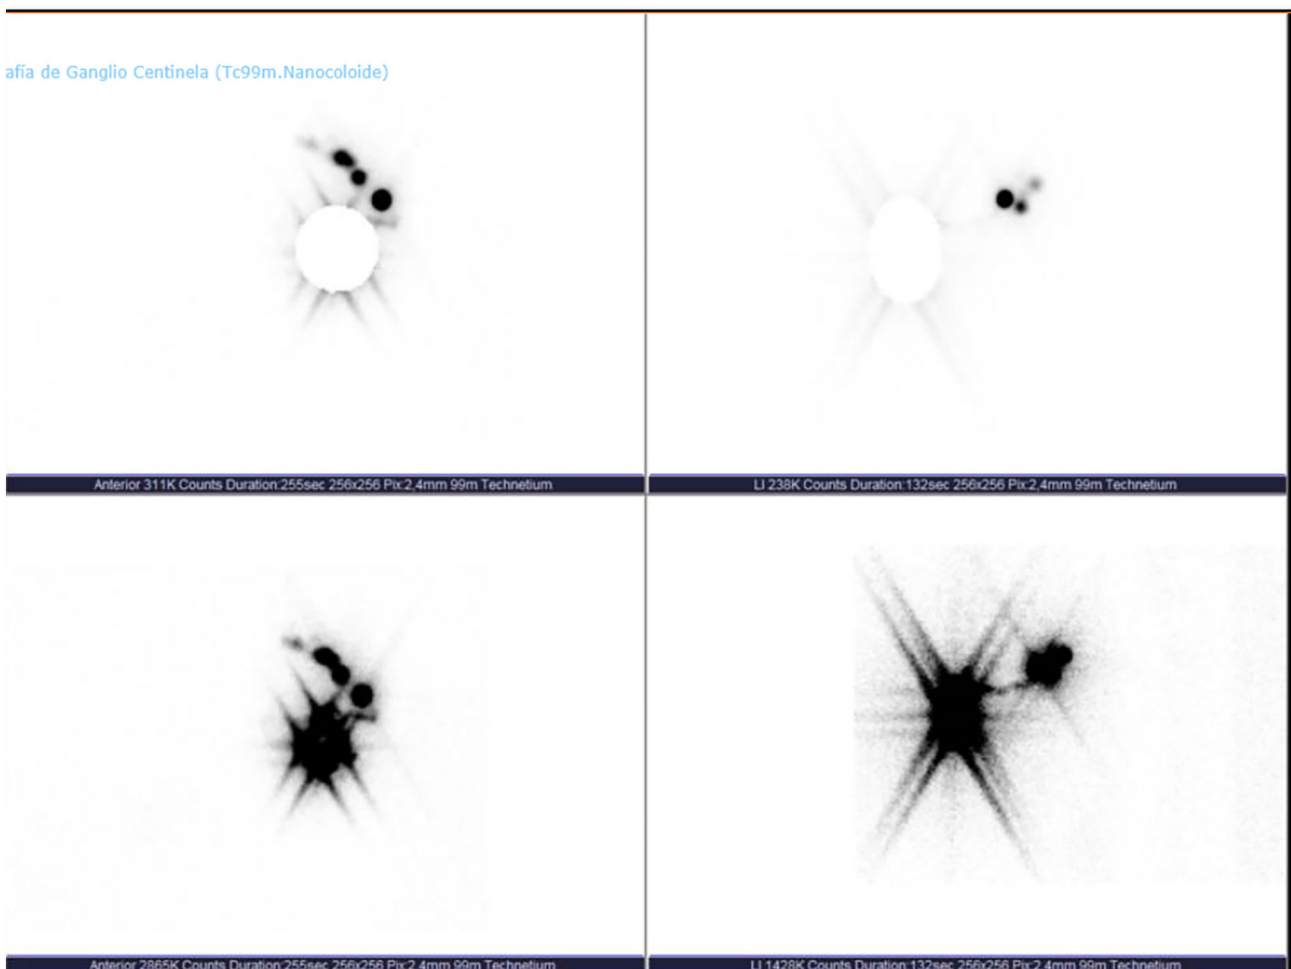 afía de Ganglio Centinela (Tc99m.Nanocoloide)
Anterior 311K Counts Duration:255sec 256x256 Pix:2,4mm 99m Technetium
LI 238K Counts Duration:132sec 256x256 Pix:2,4mm 99m Technetium
Anterior 2865K Counts Duration:255sec 256x256 Pix:2,4mm 99m Technetium
LI 1428K Counts Duration:132sec 256x256 Pix:2,4mm 99m Technetium